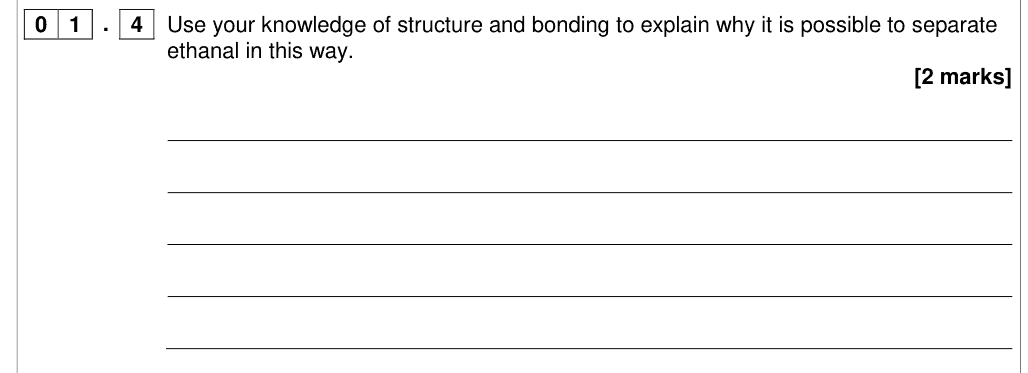 0 1 . 4 Use your knowledge of structure and bonding to explain why it is possible to separate
ethanal in this way.
[2 marks]